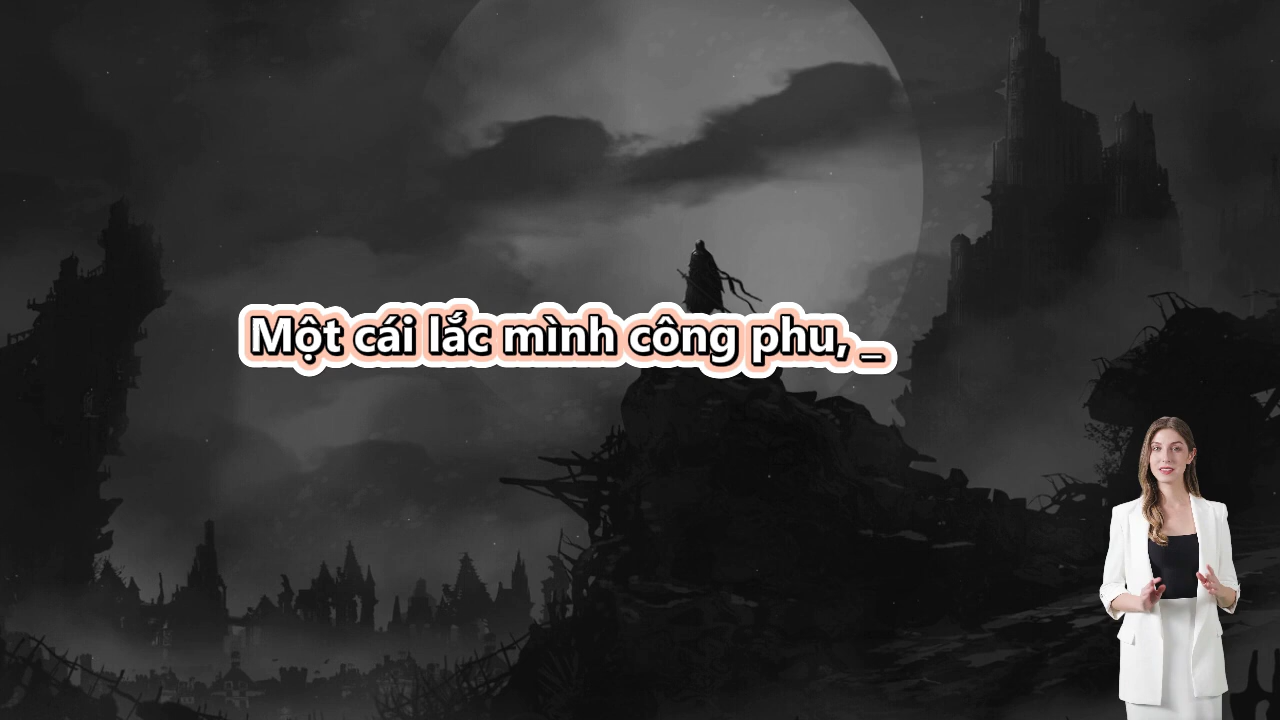 Một cái lắc mình công phu, _